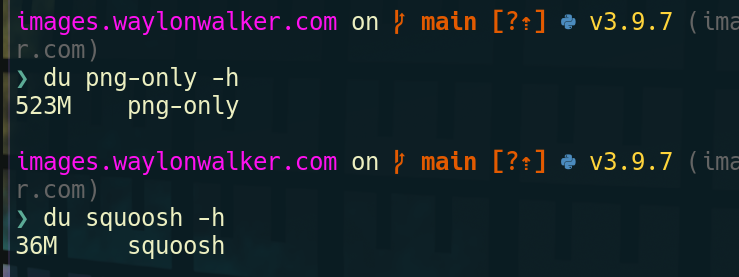 images.waylonwalker.com on main [?⇡] v3.9.7 (ima
r.com)
❯ du png-only -h
523M    png-only
images.waylonwalker.com on main [?⇡] v3.9.7 (ima
r.com)
❯ du squoosh -h
36M     squoosh